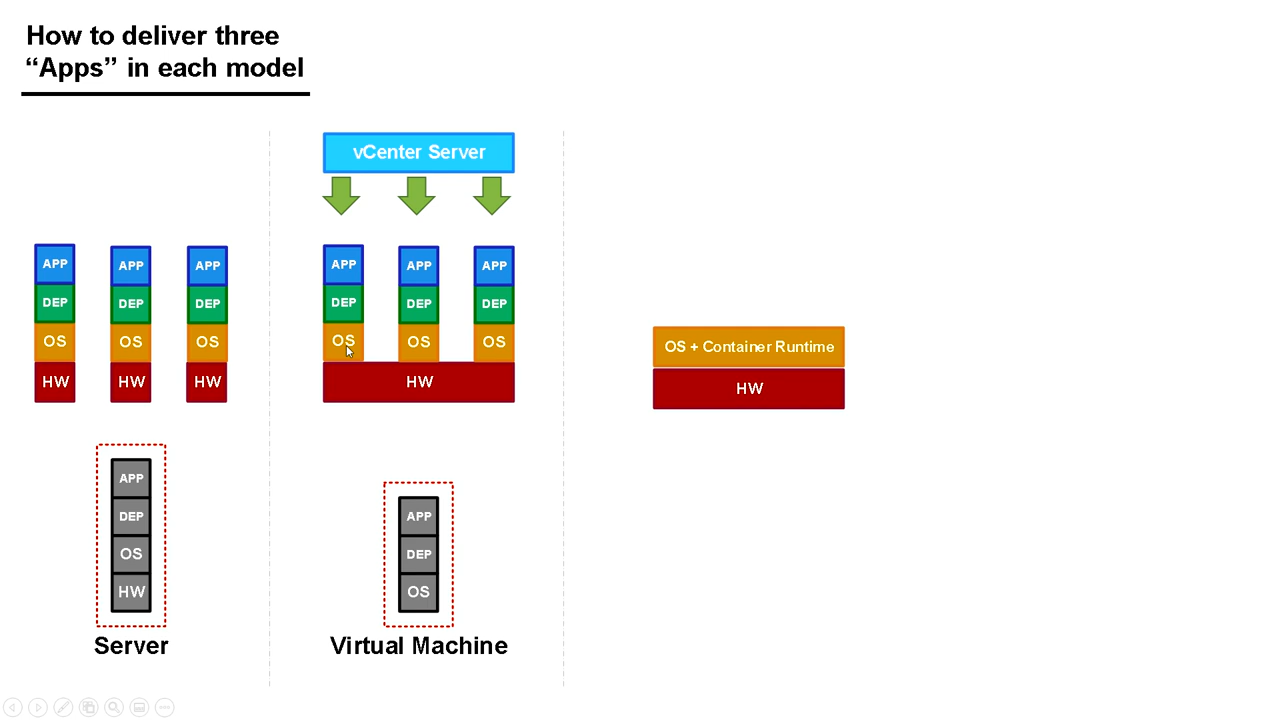 How to deliver three
“Apps” in each model
vCenter Server
APP APP APP
DEP DEP DEP
OS OS OS
HW HW HW
APP APP APP
DEP DEP DEP
OS OS OS
HW
OS + Container Runtime
HW
APP
DEP
OS
HW
Server
APP
DEP
OS
Virtual Machine